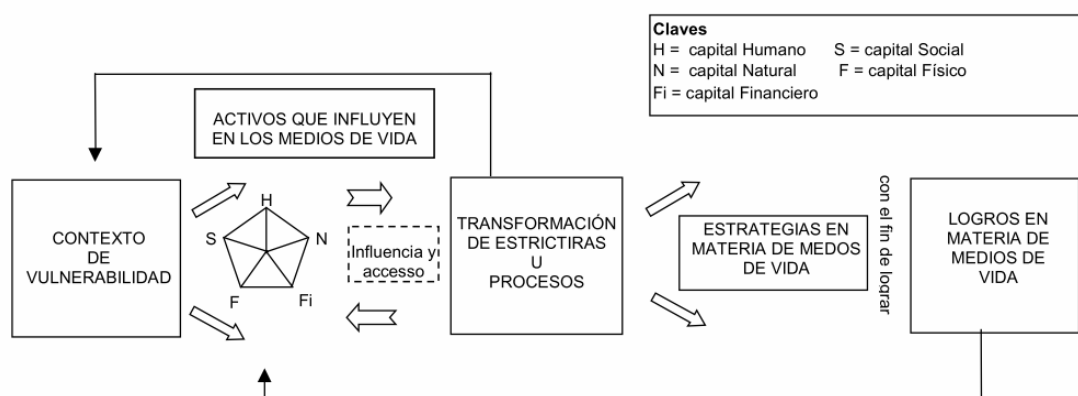 Claves
H = capital Humano S = capital Social
N = capital Natural F = capital Físico
Fi = capital Financiero
ACTIVOS QUE INFLUYEN
EN LOS MEDIOS DE VIDA
CONTEXTO
DE
VULNERABILIDAD
H
S
N
F
Fi
Influencia y
accesso
TRANSFORMACIÓN
DE ESTRICTIRAS
U
PROCESOS
ESTRATEGIAS EN
MATERIA DE MEDOS
DE VIDA
con el fin de lograr
LOGROS EN
MATERIA DE
MEDIOS DE
VIDA